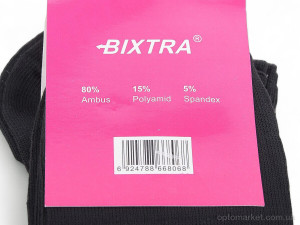 BIXTRA®
80% 15% 5%
Ambus Polyamid Spandex
6 924788 668068
optomarket.com.ua